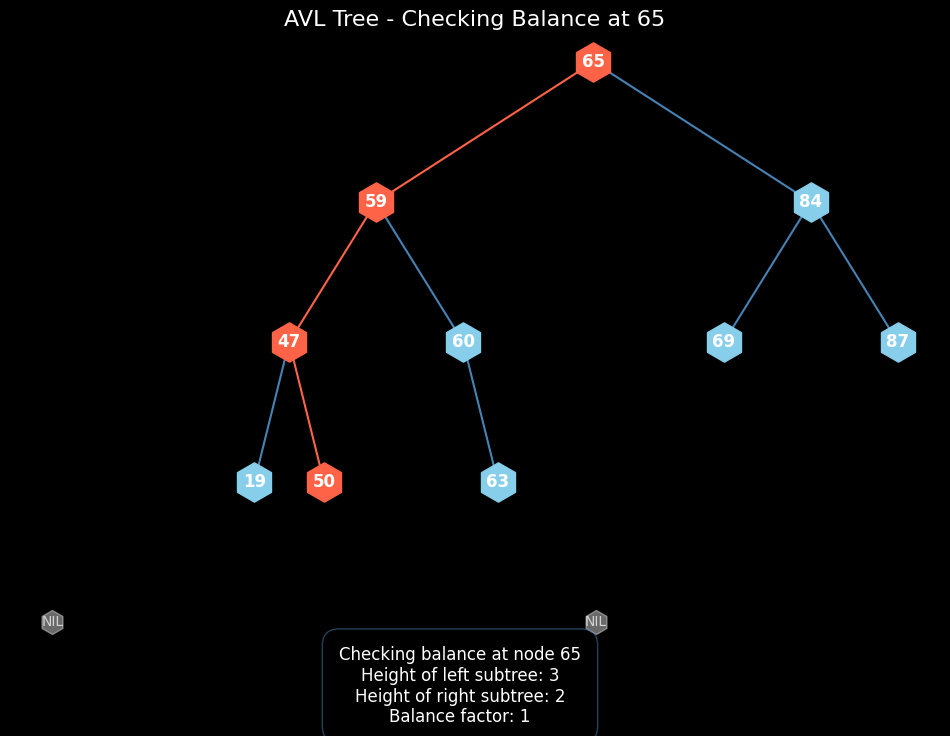 AVL Tree - Checking Balance at 65
65
59
84
47
60
69
87
19
50
63
NIL
NIL
Checking balance at node 65
Height of left subtree: 3
Height of right subtree: 2
Balance factor: 1